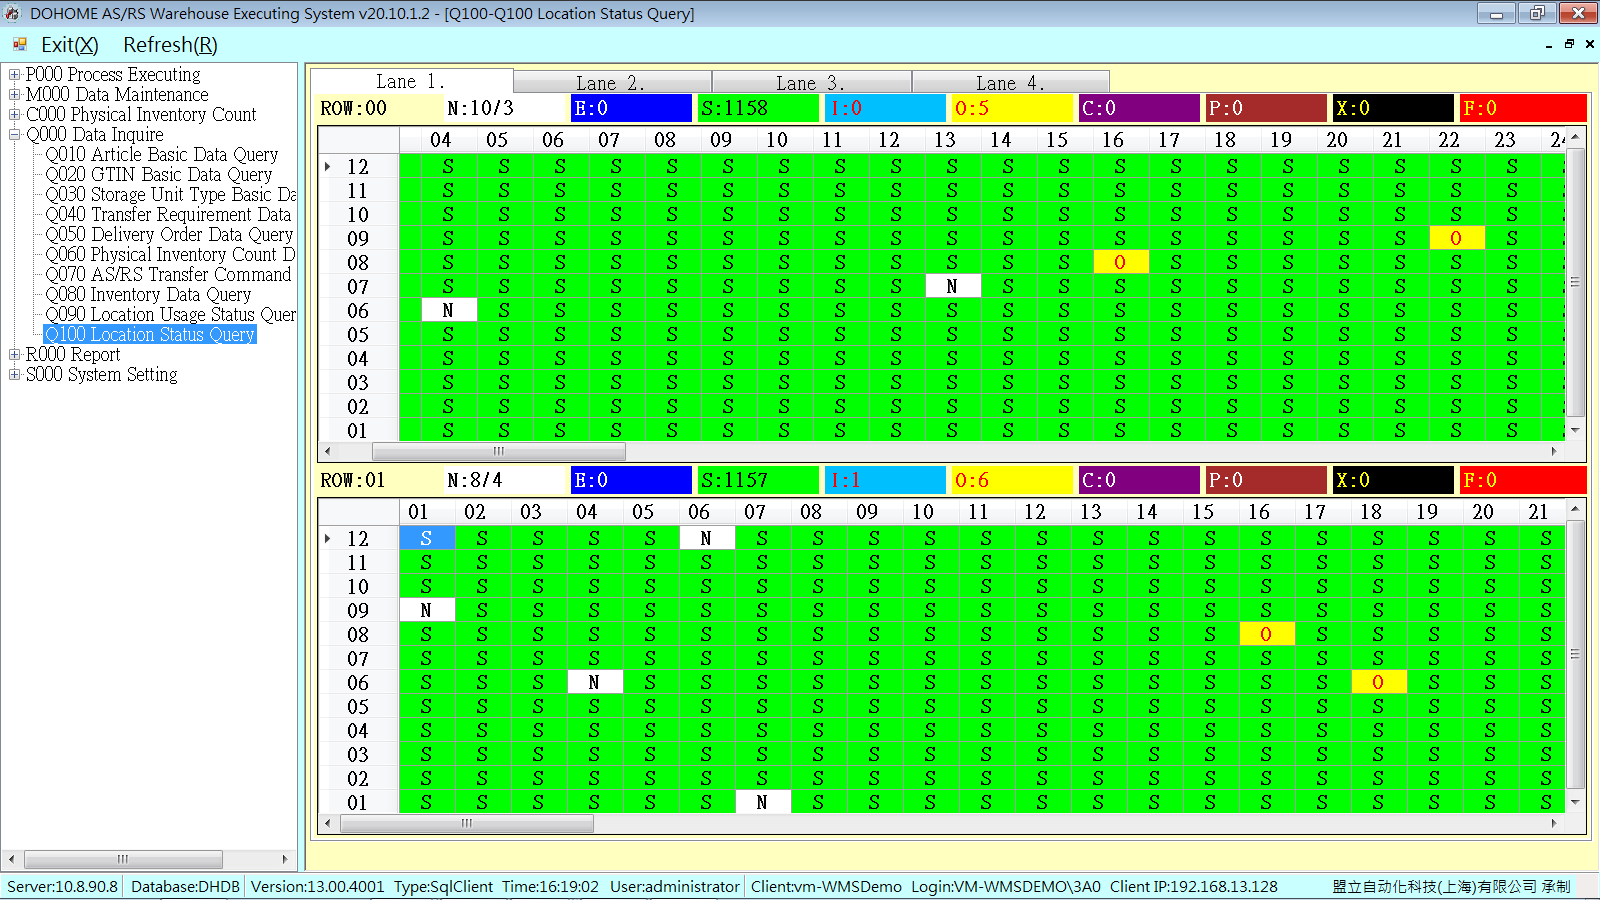 DOHOME AS/RS Warehouse Executing System v20.10.1.2 - [Q100-Q100 Location Status Query]
Exit(X) Refresh(R)
P000 Process Executing
M000 Data Maintenance
C000 Physical Inventory Count
Q000 Data Inquire
Q010 Article Basic Data Query
Q020 GTIN Basic Data Query
Q030 Storage Unit Type Basic Da
Q040 Transfer Requirement Data
Q050 Delivery Order Data Query
Q060 Physical Inventory Count D
Q070 AS/RS Transfer Command
Q080 Inventory Data Query
Q090 Location Usage Status Quer
Q100 Location Status Query
R000 Report
S000 System Setting
Lane 1. Lane 2. Lane 3. Lane 4.
ROW:00 N:10/3 E:0 S:1158 I:0 O:5 C:0 P:0 X:0 F:0
04 05 06 07 08 09 10 11 12 13 14 15 16 17 18 19 20 21 22 23 24
12 S S S S S S S S S S S S S S S S S S S S
11 S S S S S S S S S S S S S S S S S S S S
10 S S S S S S S S S S S S S S S S S S S S
09 S S S S S S S S S S S S S S S S S S O S
08 S S S S S S S S S S S S O S S S S S S S
07 S S S S S S S S S N S S S S S S S S S S
06 N S S S S S S S S S S S S S S S S S S S
05 S S S S S S S S S S S S S S S S S S S S
04 S S S S S S S S S S S S S S S S S S S S
03 S S S S S S S S S S S S S S S S S S S S
02 S S S S S S S S S S S S S S S S S S S S
01 S S S S S S S S S S S S S S S S S S S S
ROW:01 N:8/4 E:0 S:1157 I:1 O:6 C:0 P:0 X:0 F:0
01 02 03 04 05 06 07 08 09 10 11 12 13 14 15 16 17 18 19 20 21
12 S S S S S N S S S S S S S S S S S S S S S
11 S S S S S S S S S S S S S S S S S S S S S
10 S S S S S S S S S S S S S S S S S S S S S
09 N S S S S S S S S S S S S S S S S S S S S
08 S S S S S S S S S S S S S S S O S S S S S
07 S S S S S S S S S S S S S S S S S S S S S
06 S S S N S S S S S S S S S S S S S O S S S
05 S S S S S S S S S S S S S S S S S S S S S
04 S S S S S S S S S S S S S S S S S S S S S
03 S S S S S S S S S S S S S S S S S S S S S
02 S S S S S S S S S S S S S S S S S S S S S
01 S S S S S S N S S S S S S S S S S S S S S
Server:10.8.90.8 Database:DHDB Version:13.00.4001 Type:SqlClient Time:16:19:02 User:administrator Client:vm-WMSDemo Login:VM-WMSDEMO\3A0 Client IP:192.168.13.128 盟立自动化科技(上海)有限公司 承制